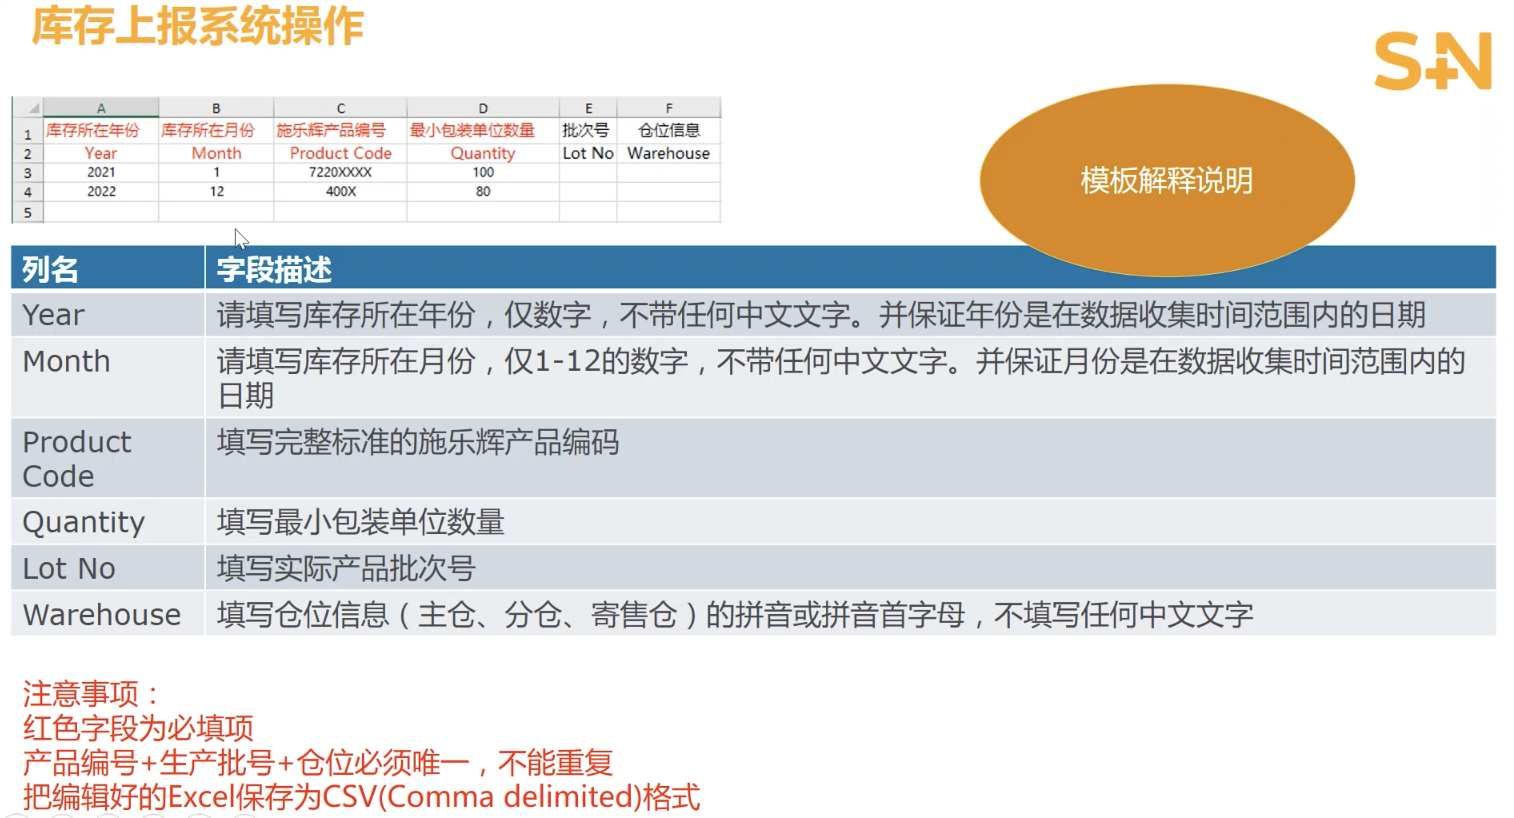 库存上报系统操作
S+N
模板解释说明
A B C D E F
1 库存所在年份 库存所在月份 施乐辉产品编号 最小包装单位数量 批次号 仓位信息
2 Year Month Product Code Quantity Lot No Warehouse
3 2021 1 7220XXXX 100
4 2022 12 400X 80
5
列名 字段描述
Year 请填写库存所在年份，仅数字，不带任何中文文字。并保证年份是在数据收集时间范围内的日期
Month 请填写库存所在月份，仅1-12的数字，不带任何中文文字。并保证月份是在数据收集时间范围内的
日期
Product 填写完整标准的施乐辉产品编码
Code
Quantity 填写最小包装单位数量
Lot No 填写实际产品批次号
Warehouse 填写仓位信息（主仓、分仓、寄售仓）的拼音或拼音首字母，不填写任何中文文字
注意事项：
红色字段为必填项
产品编号+生产批号+仓位必须唯一，不能重复
把编辑好的Excel保存为CSV(Comma delimited)格式